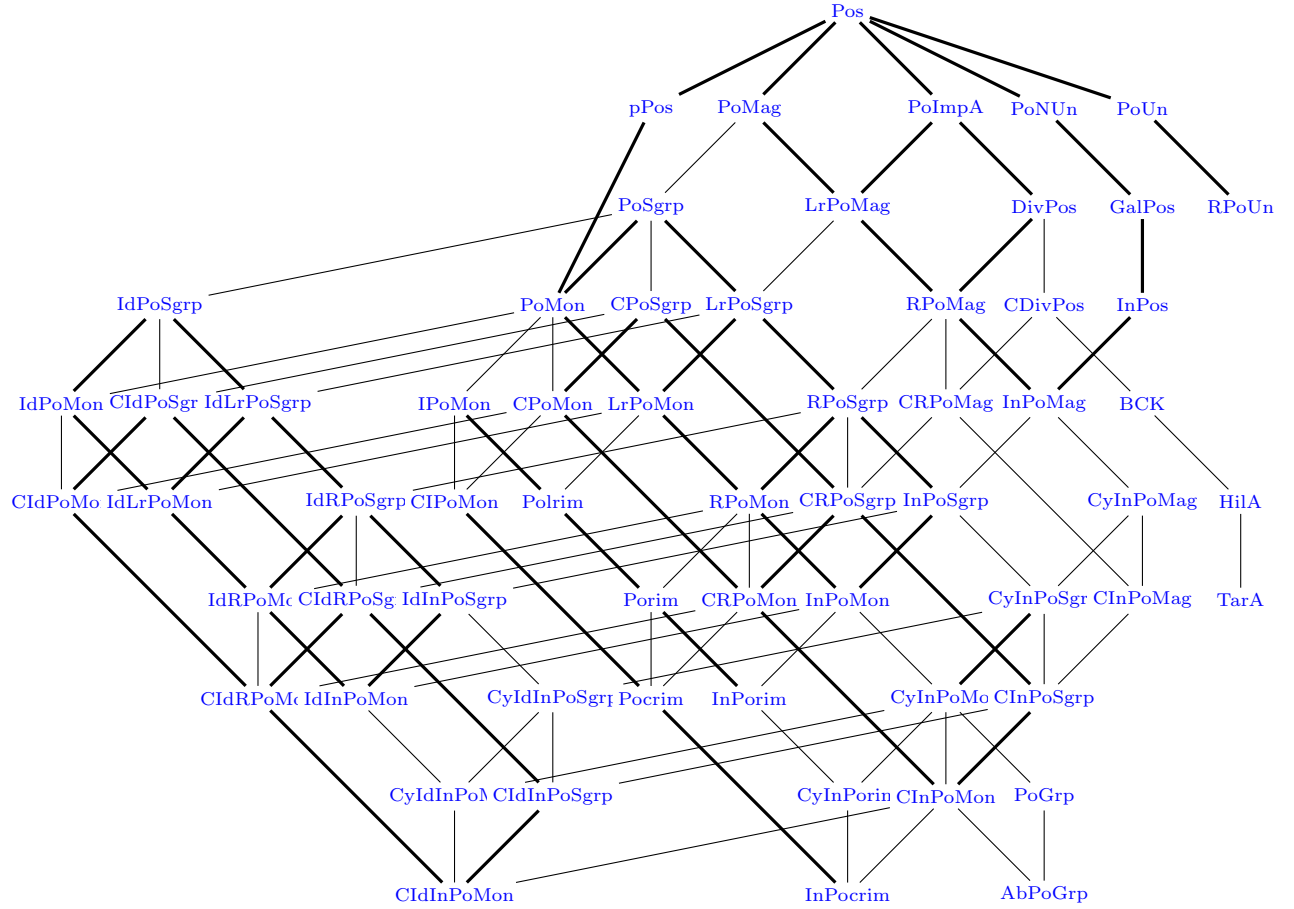 Pos
pPos PoMag PoImpA PoNUn PoUn
PoSgrp LrPoMag DivPos GalPos RPoUn
IdPoSgrp PoMon CPoSgrp LrPoSgrp RPoMag CDivPos InPos
IdPoMon CIdPoSgr IdLrPoSgrp IPoMon CPoMon LrPoMon RPoSgrp CRPoMag InPoMag BCK
CIdPoMo IdLrPoMon IdRPoSgrp CIPoMon Polrim RPoMon CRPoSgrp InPoSgrp CyInPoMag HilA
IdRPoMo CIdRPoSg IdInPoSgrp Porim CRPoMon InPoMon CyInPoSgr CInPoMag TarA
CIdRPoMo IdInPoMon CyIdInPoSgrp Pocrim InPorim CyInPoMo CInPoSgrp
CyIdInPoM CIdInPoSgrp CyInPorim CInPoMon PoGrp
CIdInPoMon InPocrim AbPoGrp